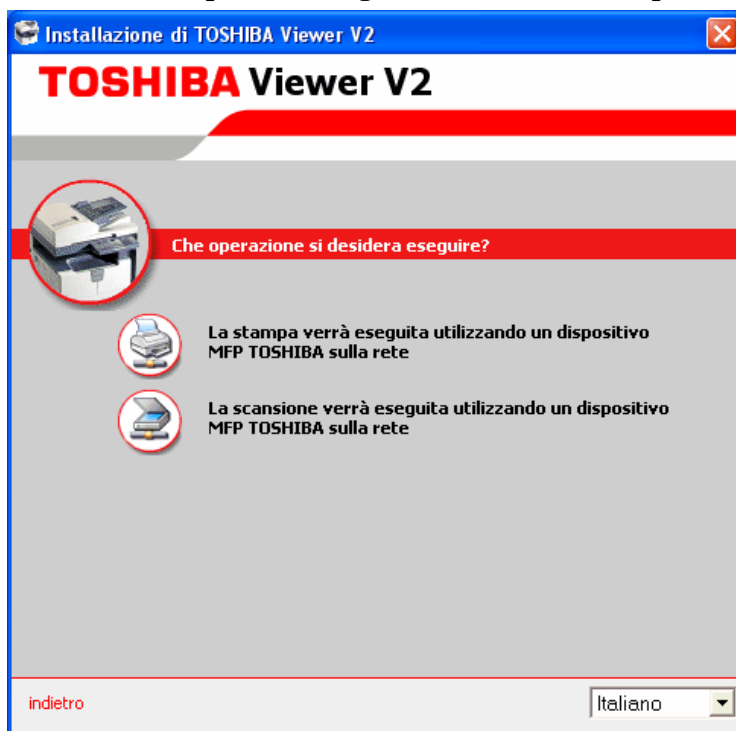 Installazione di TOSHIBA Viewer V2
TOSHIBA Viewer V2
Che operazione si desidera eseguire?
La stampa verrà eseguita utilizzando un dispositivo
MFP TOSHIBA sulla rete
La scansione verrà eseguita utilizzando un dispositivo
MFP TOSHIBA sulla rete
indietro
Italiano